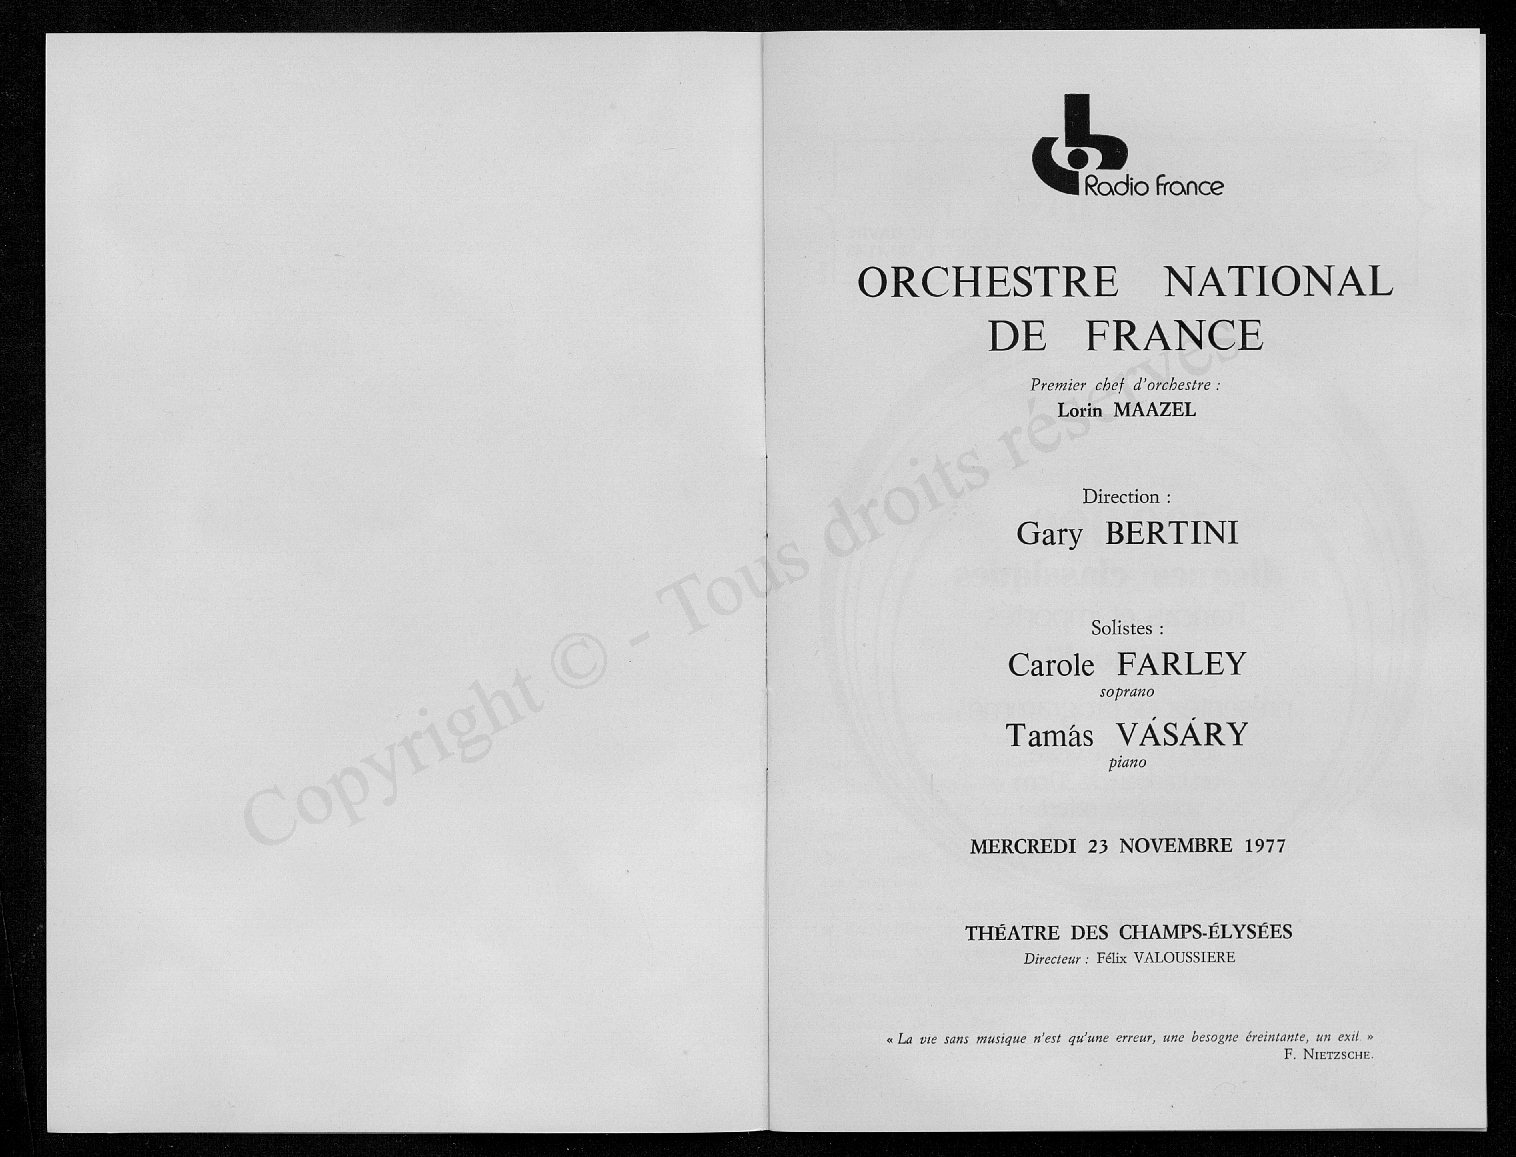 Radio france
ORCHESTRE NATIONAL
DE FRANCE
Premier chef d'orchestre :
Lorin MAAZEL
Direction :
Gary BERTINI
Solistes :
Carole FARLEY
soprano
Tamás VÁSÁRY
piano
MERCREDI 23 NOVEMBRE 1977
THÉATRE DES CHAMPS-ÉLYSÉES
Directeur : Félix VALOUSSIERE
« La vie sans musique n'est qu'une erreur, une besogne éreintante, un exil. »
F. NIETZSCHE.
Copyright © - Tous droits réservés